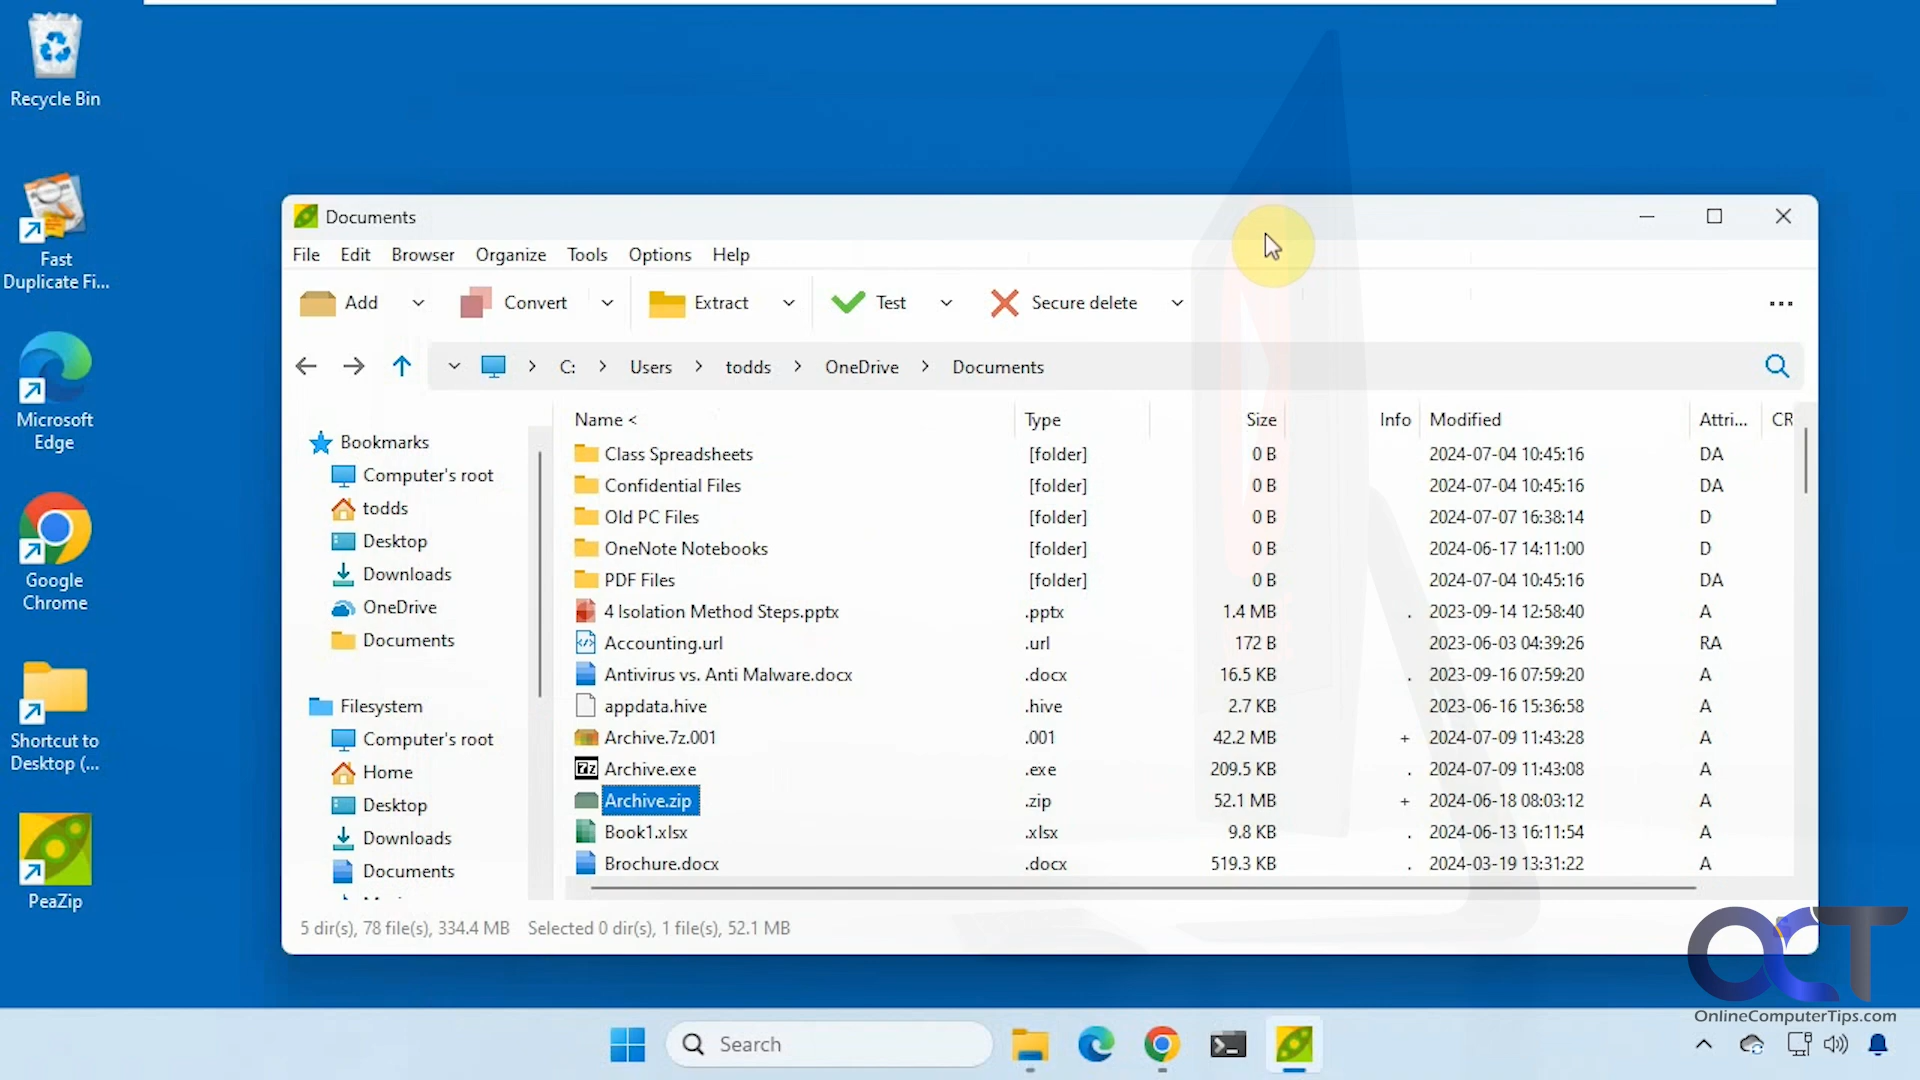 Recycle Bin
Fast
Duplicate Fi...
Microsoft
Edge
Google
Chrome
Shortcut to
Desktop (...
PeaZip
Documents
File Edit Browser Organize Tools Options Help
Add Convert Extract Test Secure delete ...
> C: > Users > todds > OneDrive > Documents
Bookmarks
Computer's root
todds
Desktop
Downloads
OneDrive
Documents
Filesystem
Computer's root
Home
Desktop
Downloads
Documents
Name < Type Size Info Modified Attri... CR
Class Spreadsheets [folder] 0 B 2024-07-04 10:45:16 DA
Confidential Files [folder] 0 B 2024-07-04 10:45:16 DA
Old PC Files [folder] 0 B 2024-07-07 16:38:14 D
OneNote Notebooks [folder] 0 B 2024-06-17 14:11:00 D
PDF Files [folder] 0 B 2024-07-04 10:45:16 DA
4 Isolation Method Steps.pptx .pptx 1.4 MB . 2023-09-14 12:58:40 A
Accounting.url .url 172 B 2023-06-03 04:39:26 RA
Antivirus vs. Anti Malware.docx .docx 16.5 KB . 2023-09-16 07:59:20 A
appdata.hive .hive 2.7 KB 2023-06-16 15:36:58 A
Archive.7z.001 .001 42.2 MB + 2024-07-09 11:43:28 A
7z Archive.exe .exe 209.5 KB . 2024-07-09 11:43:08 A
Archive.zip .zip 52.1 MB + 2024-06-18 08:03:12 A
Book1.xlsx .xlsx 9.8 KB . 2024-06-13 16:11:54 A
Brochure.docx .docx 519.3 KB . 2024-03-19 13:31:22 A
5 dir(s), 78 file(s), 334.4 MB Selected 0 dir(s), 1 file(s), 52.1 MB
OCT
OnlineComputerTips.com
Search